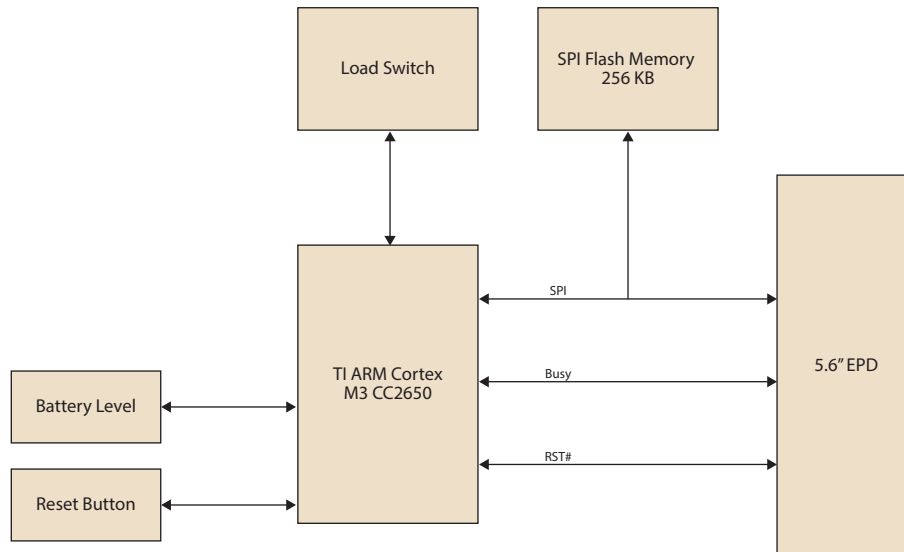 Load Switch
SPI Flash Memory
256 KB
SPI
TI ARM Cortex
M3 CC2650
Busy
5.6” EPD
Battery Level
RST#
Reset Button